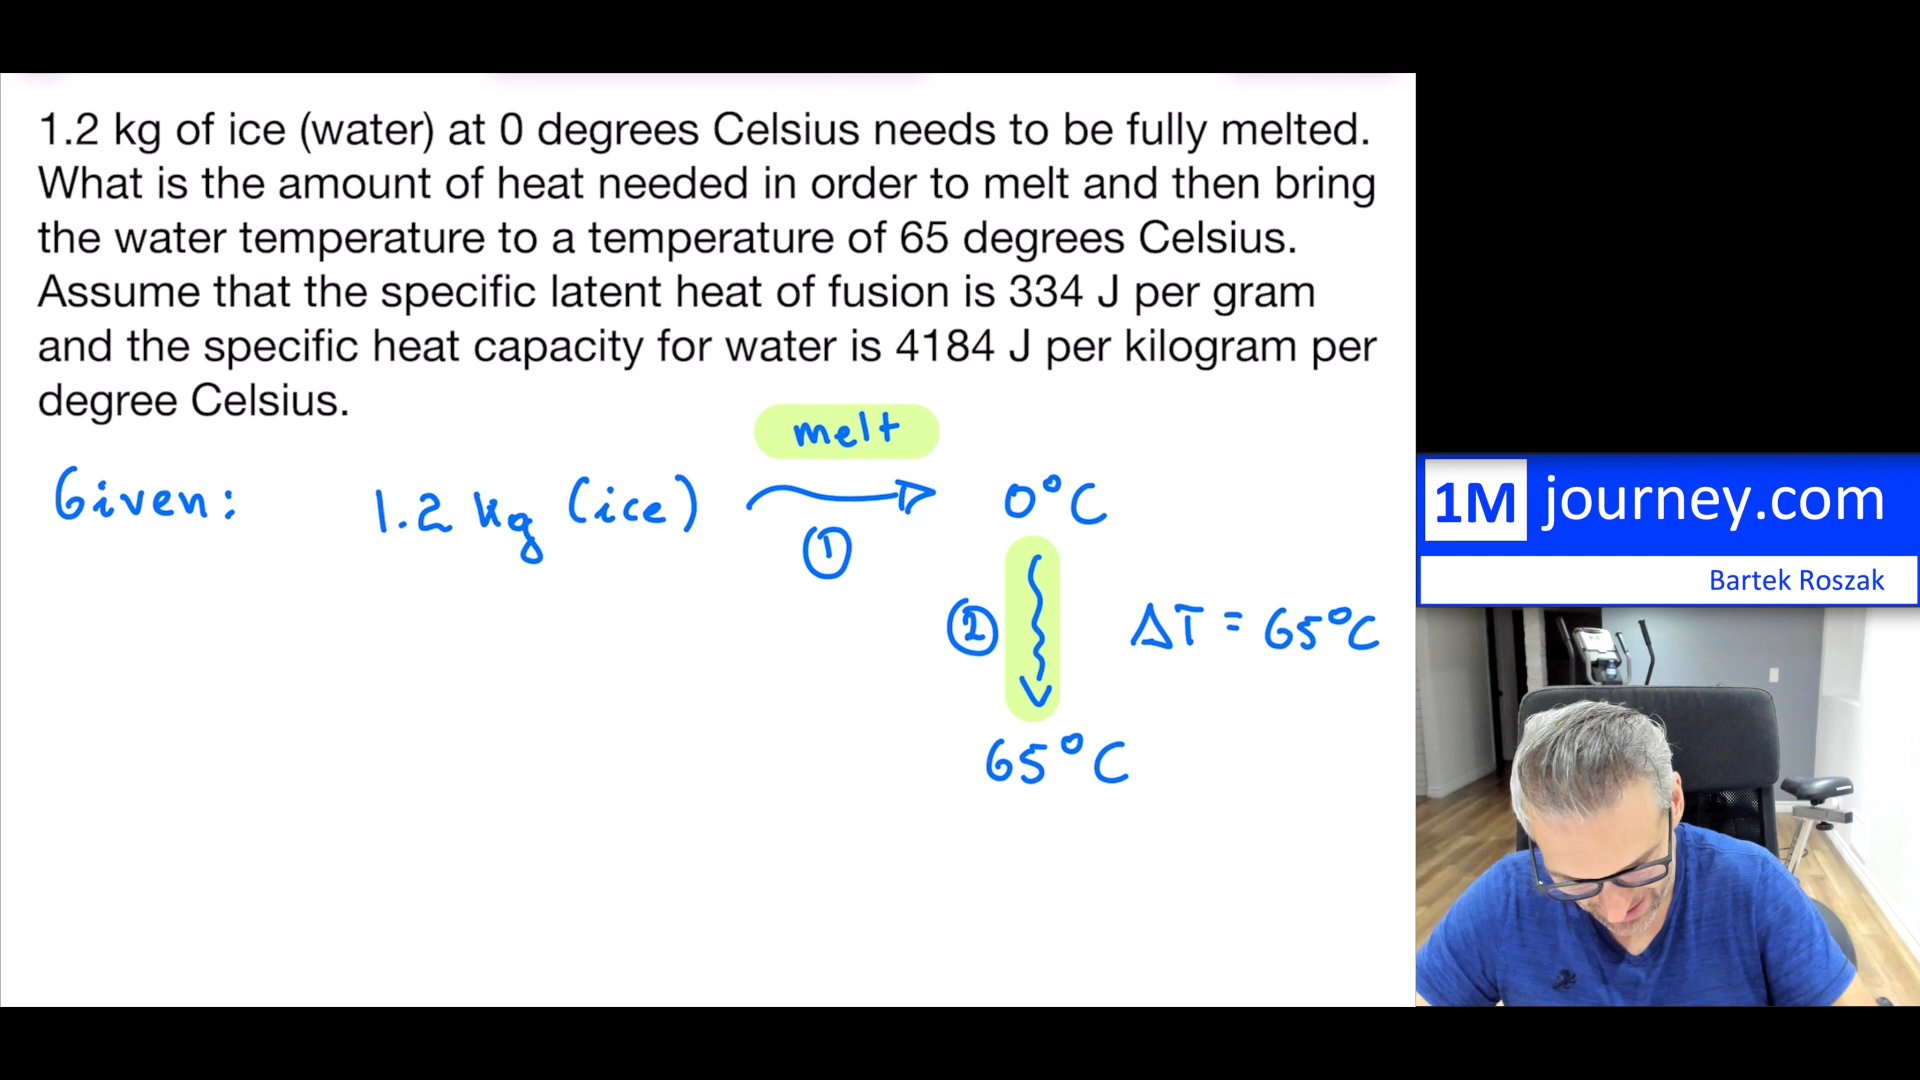 1.2 kg of ice (water) at 0 degrees Celsius needs to be fully melted.
What is the amount of heat needed in order to melt and then bring
the water temperature to a temperature of 65 degrees Celsius.
Assume that the specific latent heat of fusion is 334 J per gram
and the specific heat capacity for water is 4184 J per kilogram per
degree Celsius.
melt
Given: 1.2 kg (ice) 0°C
1
2 ΔT = 65°C
65°C
1M journey.com
Bartek Roszak